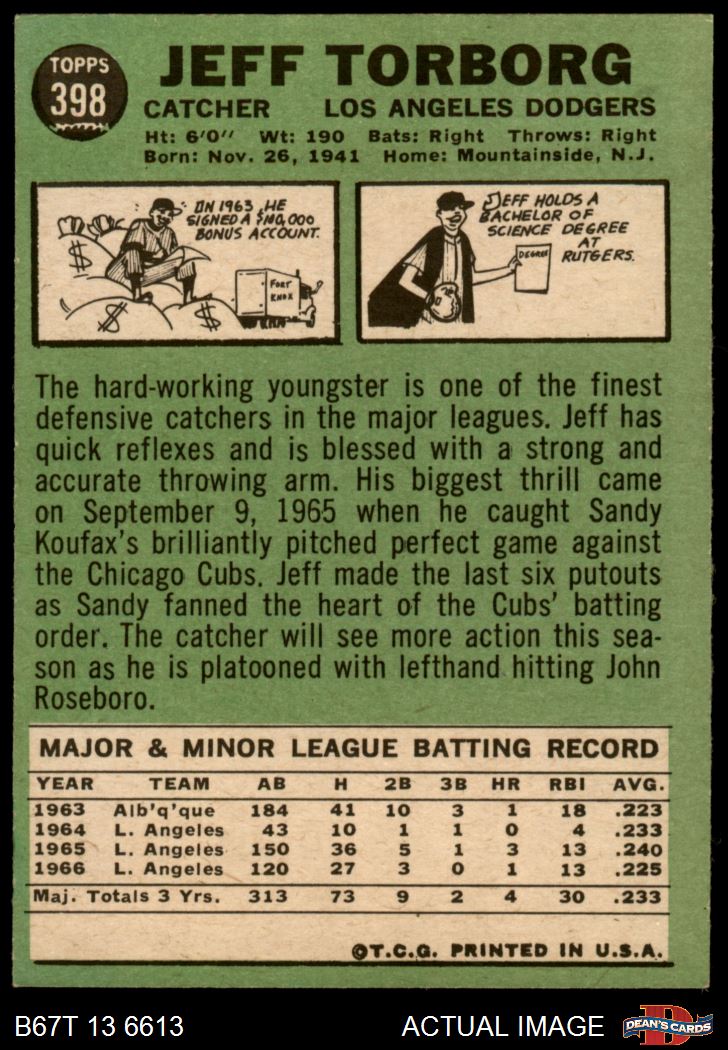 TOPPS
398
JEFF TORBORG
CATCHER LOS ANGELES DODGERS
Ht: 6'0" Wt: 190 Bats: Right Throws: Right
Born: Nov. 26, 1941 Home: Mountainside, N.J.
IN 1963, HE
SIGNED A $110,000
BONUS ACCOUNT.
$
$
$
FORT
KNOX
JEFF HOLDS A
BACHELOR OF
SCIENCE DEGREE
AT
RUTGERS.
DEGREE
The hard-working youngster is one of the finest
defensive catchers in the major leagues. Jeff has
quick reflexes and is blessed with a strong and
accurate throwing arm. His biggest thrill came
on September 9, 1965 when he caught Sandy
Koufax's brilliantly pitched perfect game against
the Chicago Cubs. Jeff made the last six putouts
as Sandy fanned the heart of the Cubs' batting
order. The catcher will see more action this sea-
son as he is platooned with lefthand hitting John
Roseboro.
MAJOR & MINOR LEAGUE BATTING RECORD
YEAR TEAM AB H 2B 3B HR RBI AVG.
1963 Alb'q'que 184 41 10 3 1 18 .223
1964 L. Angeles 43 10 1 1 0 4 .233
1965 L. Angeles 150 36 5 1 3 13 .240
1966 L. Angeles 120 27 3 0 1 13 .225
Maj. Totals 3 Yrs. 313 73 9 2 4 30 .233
©T.C.G. PRINTED IN U.S.A.
B67T 13 6613 ACTUAL IMAGE
D
DEAN'S CARDS